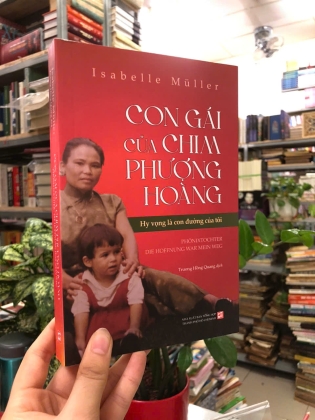 Isabelle Müller
CON GÁI
CỦA CHIM
PHƯỢNG
HOÀNG
Hy vọng là con đường của tôi
PHÖNIXTOCHTER
DIE HOFFNUNG WAR MEIN WEG
Trương Hồng Quang dịch